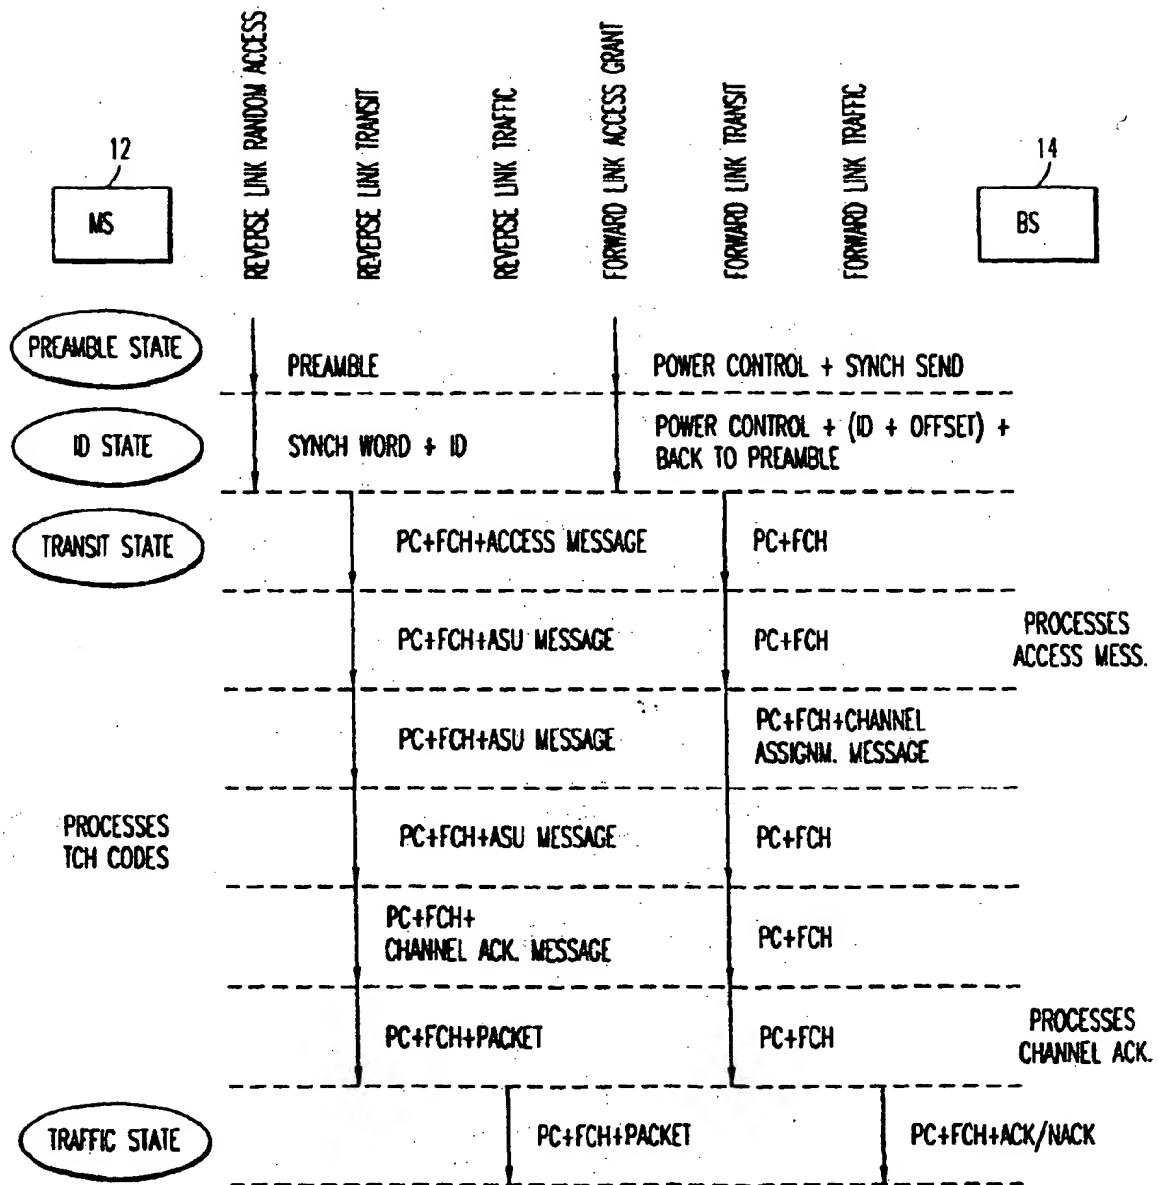 REVERSE LINK RANDOM ACCESS
REVERSE LINK TRANSIT
REVERSE LINK TRAFFIC
FORWARD LINK ACCESS GRANT
FORWARD LINK TRANSIT
FORWARD LINK TRAFFIC
12
MS
14
BS
PREAMBLE STATE
PREAMBLE
POWER CONTROL + SYNCH SEND
ID STATE
SYNCH WORD + ID
POWER CONTROL + (ID + OFFSET) +
BACK TO PREAMBLE
TRANSIT STATE
PC+FCH+ACCESS MESSAGE
PC+FCH
PC+FCH+ASU MESSAGE
PC+FCH
PROCESSES
ACCESS MESS.
PC+FCH+ASU MESSAGE
PC+FCH+CHANNEL
ASSIGNM. MESSAGE
PROCESSES
TCH CODES
PC+FCH+ASU MESSAGE
PC+FCH
PC+FCH+
CHANNEL ACK. MESSAGE
PC+FCH
PC+FCH+PACKET
PC+FCH
PROCESSES
CHANNEL ACK.
TRAFFIC STATE
PC+FCH+PACKET
PC+FCH+ACK/NACK